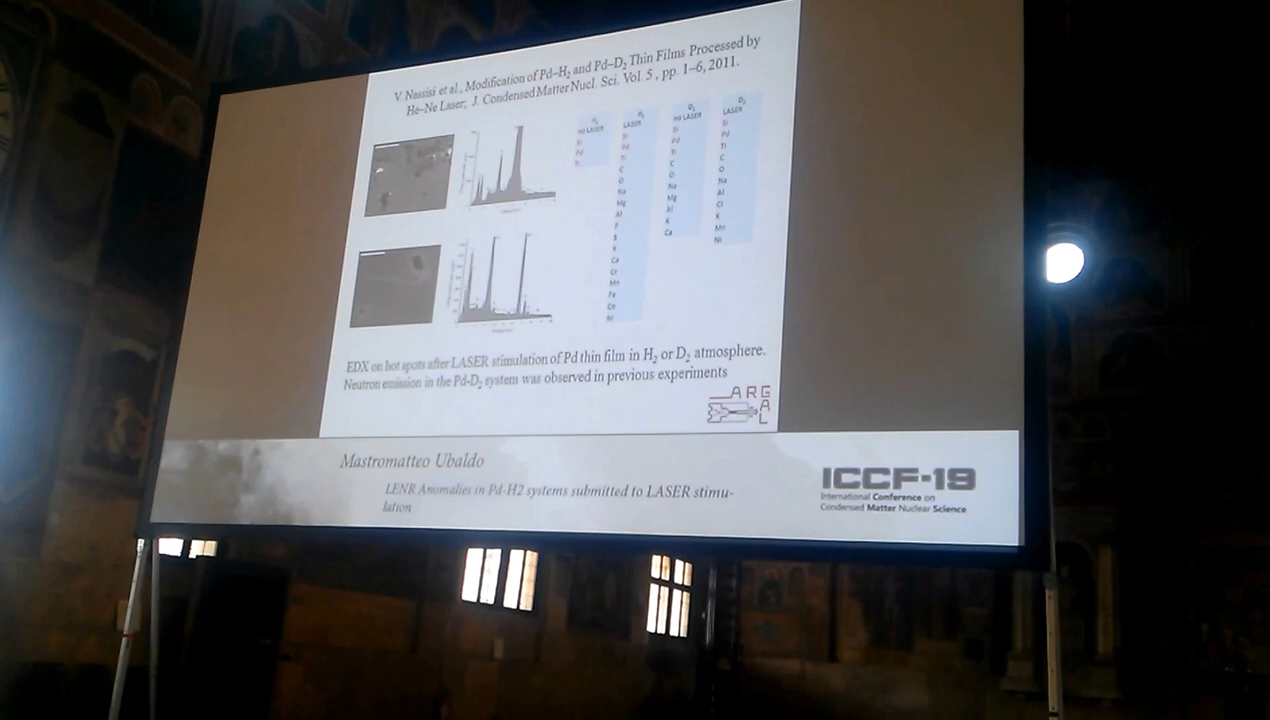 V. Nassisi et al., Modification of Pd–H2 and Pd–D2 Thin Films Processed by
He–Ne Laser; J. Condensed Matter Nucl. Sci. Vol. 5 , pp. 1–6, 2011.
H2
no LASER
Si
Pd
Ti
H2
LASER
Si
Pd
Ti
C
O
Na
Mg
Al
P
S
K
Ca
Cr
Mn
Fe
Co
Ni
D2
no LASER
Si
Pd
Ti
C
O
Na
Mg
Al
K
Ca
D2
LASER
Si
Pd
Ti
C
O
Na
Al
Cl
K
Mn
Ni
EDX on hot spots after LASER stimulation of Pd thin film in H2 or D2 atmosphere.
Neutron emission in the Pd-D2 system was observed in previous experiments
ARGAL
Mastromatteo Ubaldo
LENR Anomalies in Pd-H2 systems submitted to LASER stimu-
lation
ICCF-19
International Conference on
Condensed Matter Nuclear Science